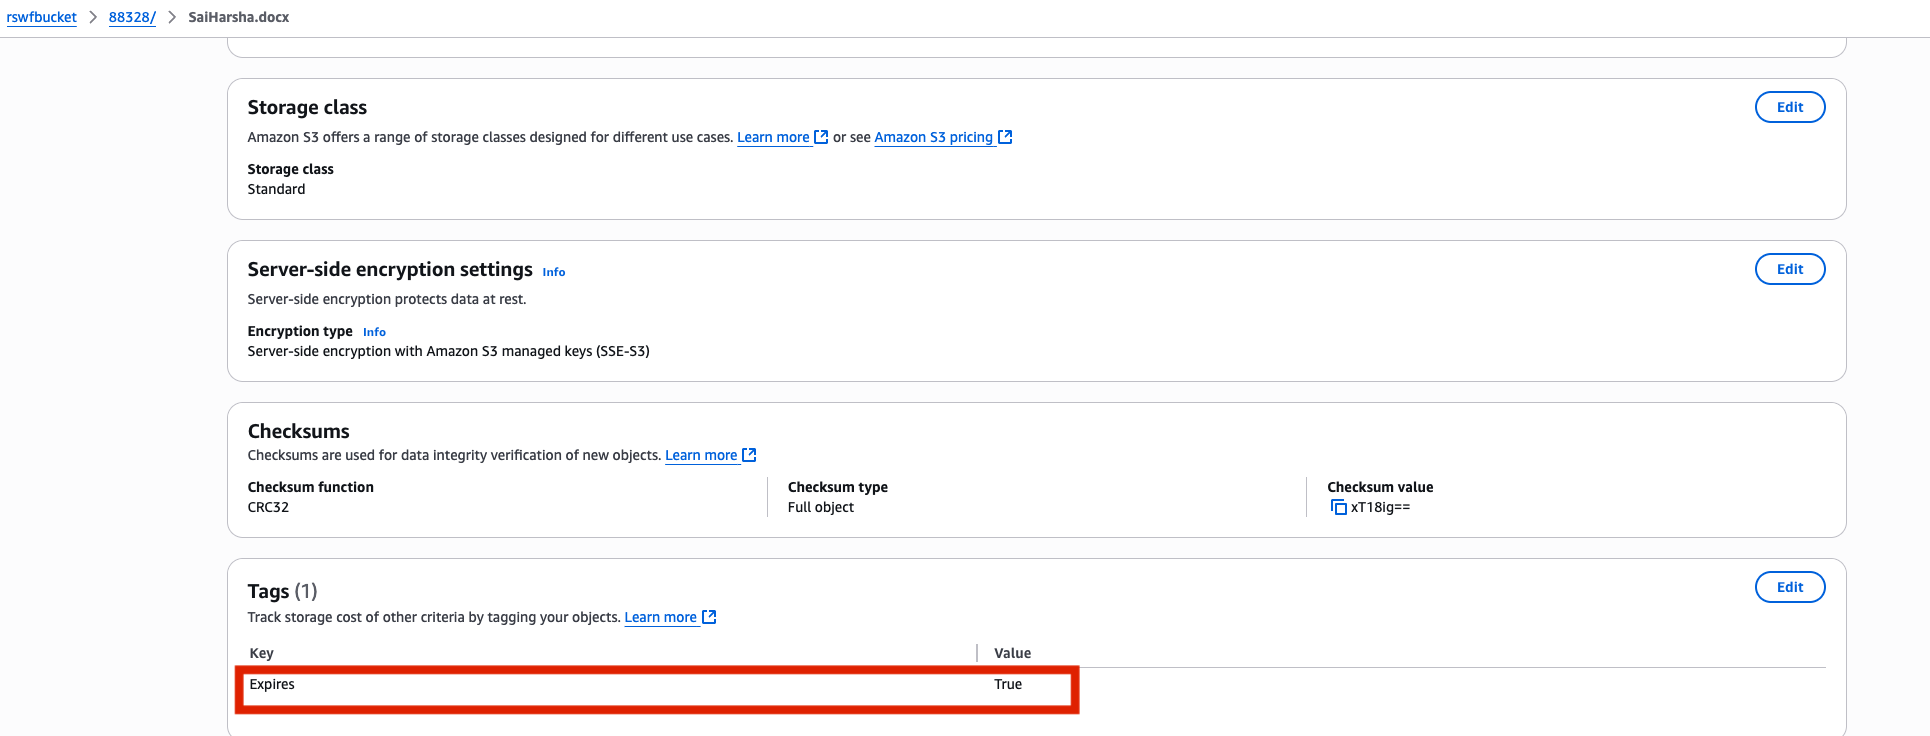 rswfbucket > 88328/ > SaiHarsha.docx
Storage class
Edit
Amazon S3 offers a range of storage classes designed for different use cases. Learn more or see Amazon S3 pricing
Storage class
Standard
Server-side encryption settings Info
Edit
Server-side encryption protects data at rest.
Encryption type Info
Server-side encryption with Amazon S3 managed keys (SSE-S3)
Checksums
Checksums are used for data integrity verification of new objects. Learn more
Checksum function Checksum type Checksum value
CRC32 Full object xT18ig==
Tags (1)
Edit
Track storage cost of other criteria by tagging your objects. Learn more
Key Value
Expires True